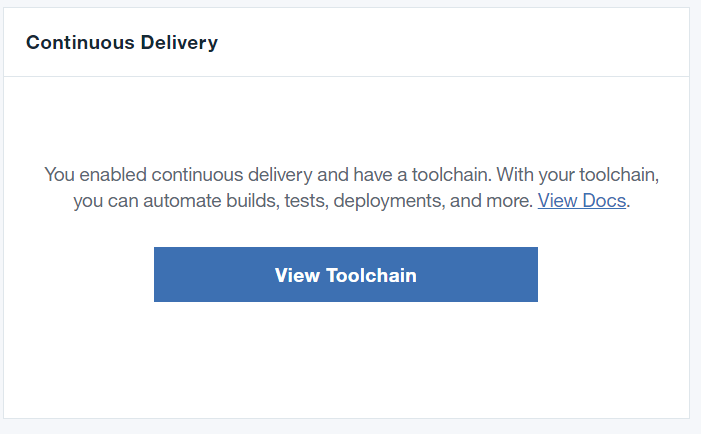 Continuous Delivery
You enabled continuous delivery and have a toolchain. With your toolchain,
you can automate builds, tests, deployments, and more. View Docs.
View Toolchain